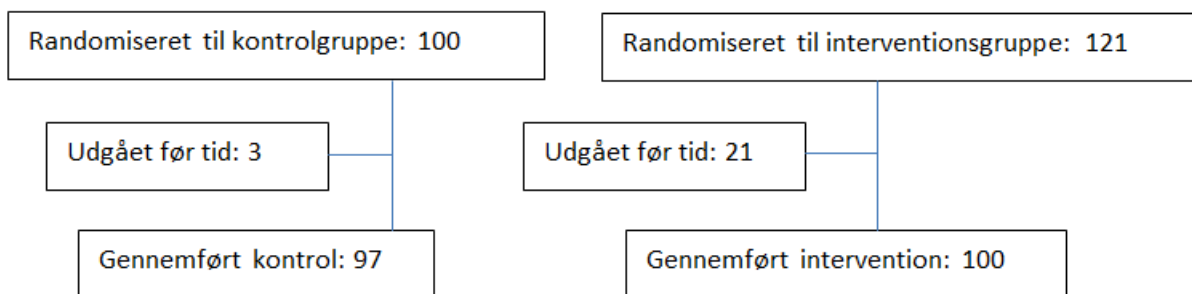 Randomiseret til kontrolgruppe: 100
Randomiseret til interventionsgruppe: 121
Udgået før tid: 3
Udgået før tid: 21
Gennemført kontrol: 97
Gennemført intervention: 100